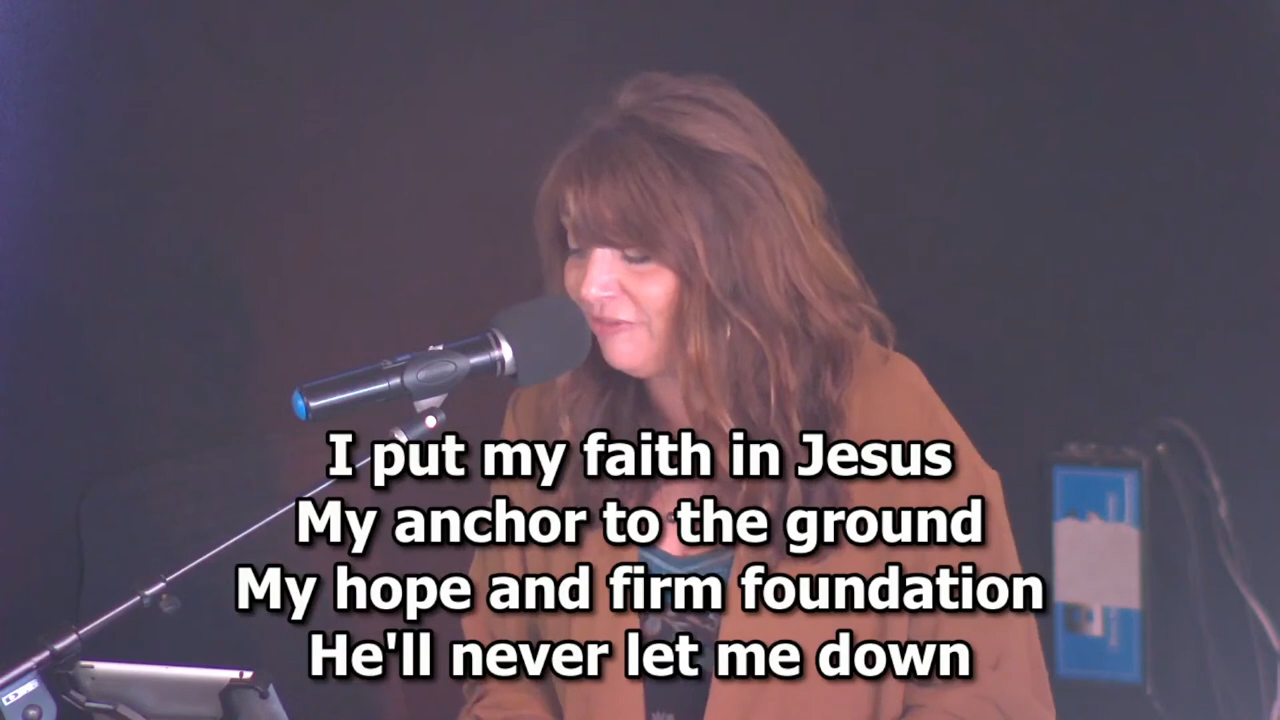 I put my faith in Jesus
My anchor to the ground
My hope and firm foundation
He'll never let me down